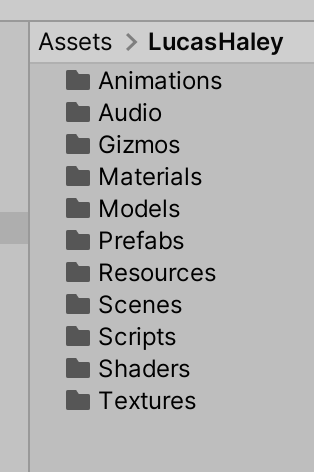 Assets > LucasHaley
Animations
Audio
Gizmos
Materials
Models
Prefabs
Resources
Scenes
Scripts
Shaders
Textures